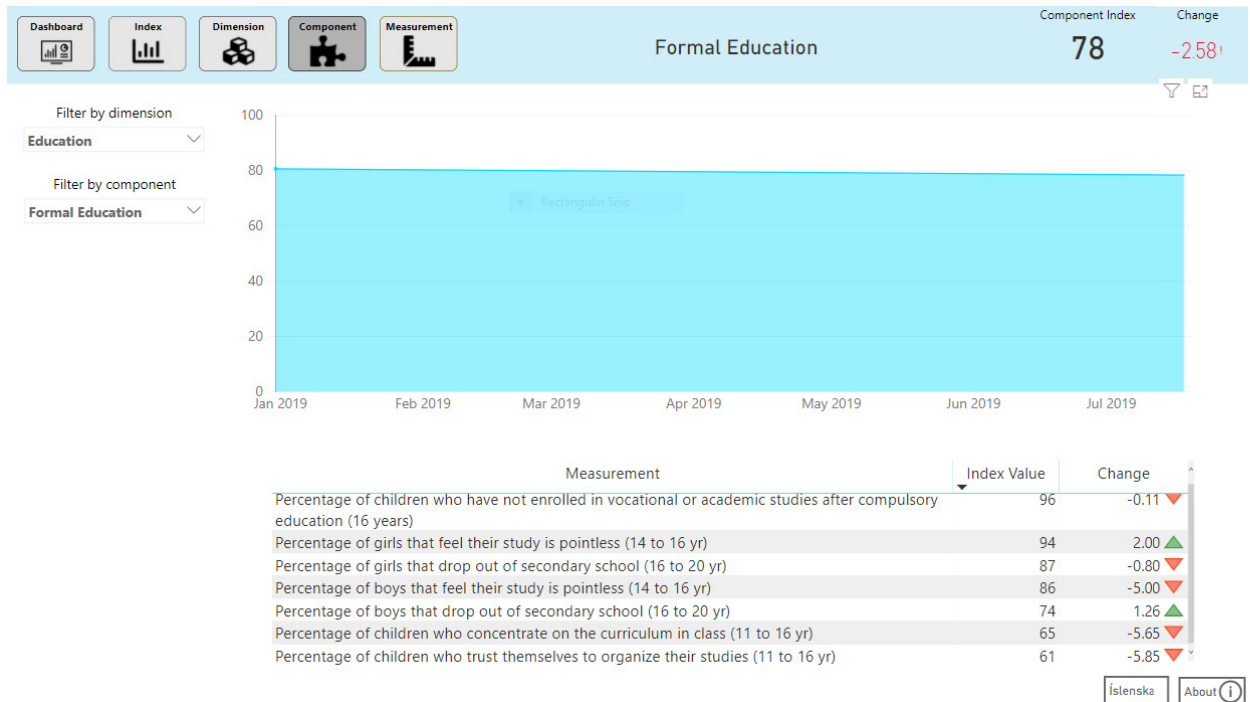 Dashboard
Index
Dimension
Component
Measurement
Formal Education
Component Index
78
Change
-2.58!
Filter by dimension
Education
Filter by component
Formal Education
100
80
60
40
20
0
Rectangular Snip
Jan 2019 Feb 2019 Mar 2019 Apr 2019 May 2019 Jun 2019 Jul 2019
Measurement Index Value Change
Percentage of children who have not enrolled in vocational or academic studies after compulsory 96 -0.11
education (16 years)
Percentage of girls that feel their study is pointless (14 to 16 yr) 94 2.00
Percentage of girls that drop out of secondary school (16 to 20 yr) 87 -0.80
Percentage of boys that feel their study is pointless (14 to 16 yr) 86 -5.00
Percentage of boys that drop out of secondary school (16 to 20 yr) 74 1.26
Percentage of children who concentrate on the curriculum in class (11 to 16 yr) 65 -5.65
Percentage of children who trust themselves to organize their studies (11 to 16 yr) 61 -5.85
Íslenska
About i